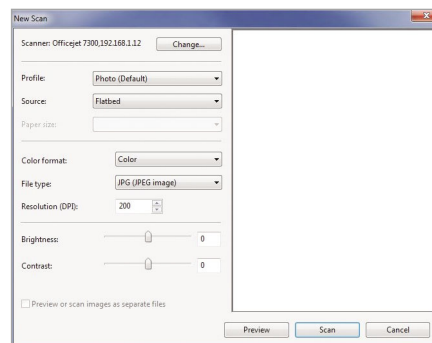 New Scan
Scanner: Officejet 7300,192.168.1.12 Change...
Profile: Photo (Default)
Source: Flatbed
Paper size:
Color format: Color
File type: JPG (JPEG image)
Resolution (DPI): 200
Brightness: 0
Contrast: 0
Preview or scan images as separate files
Preview Scan Cancel